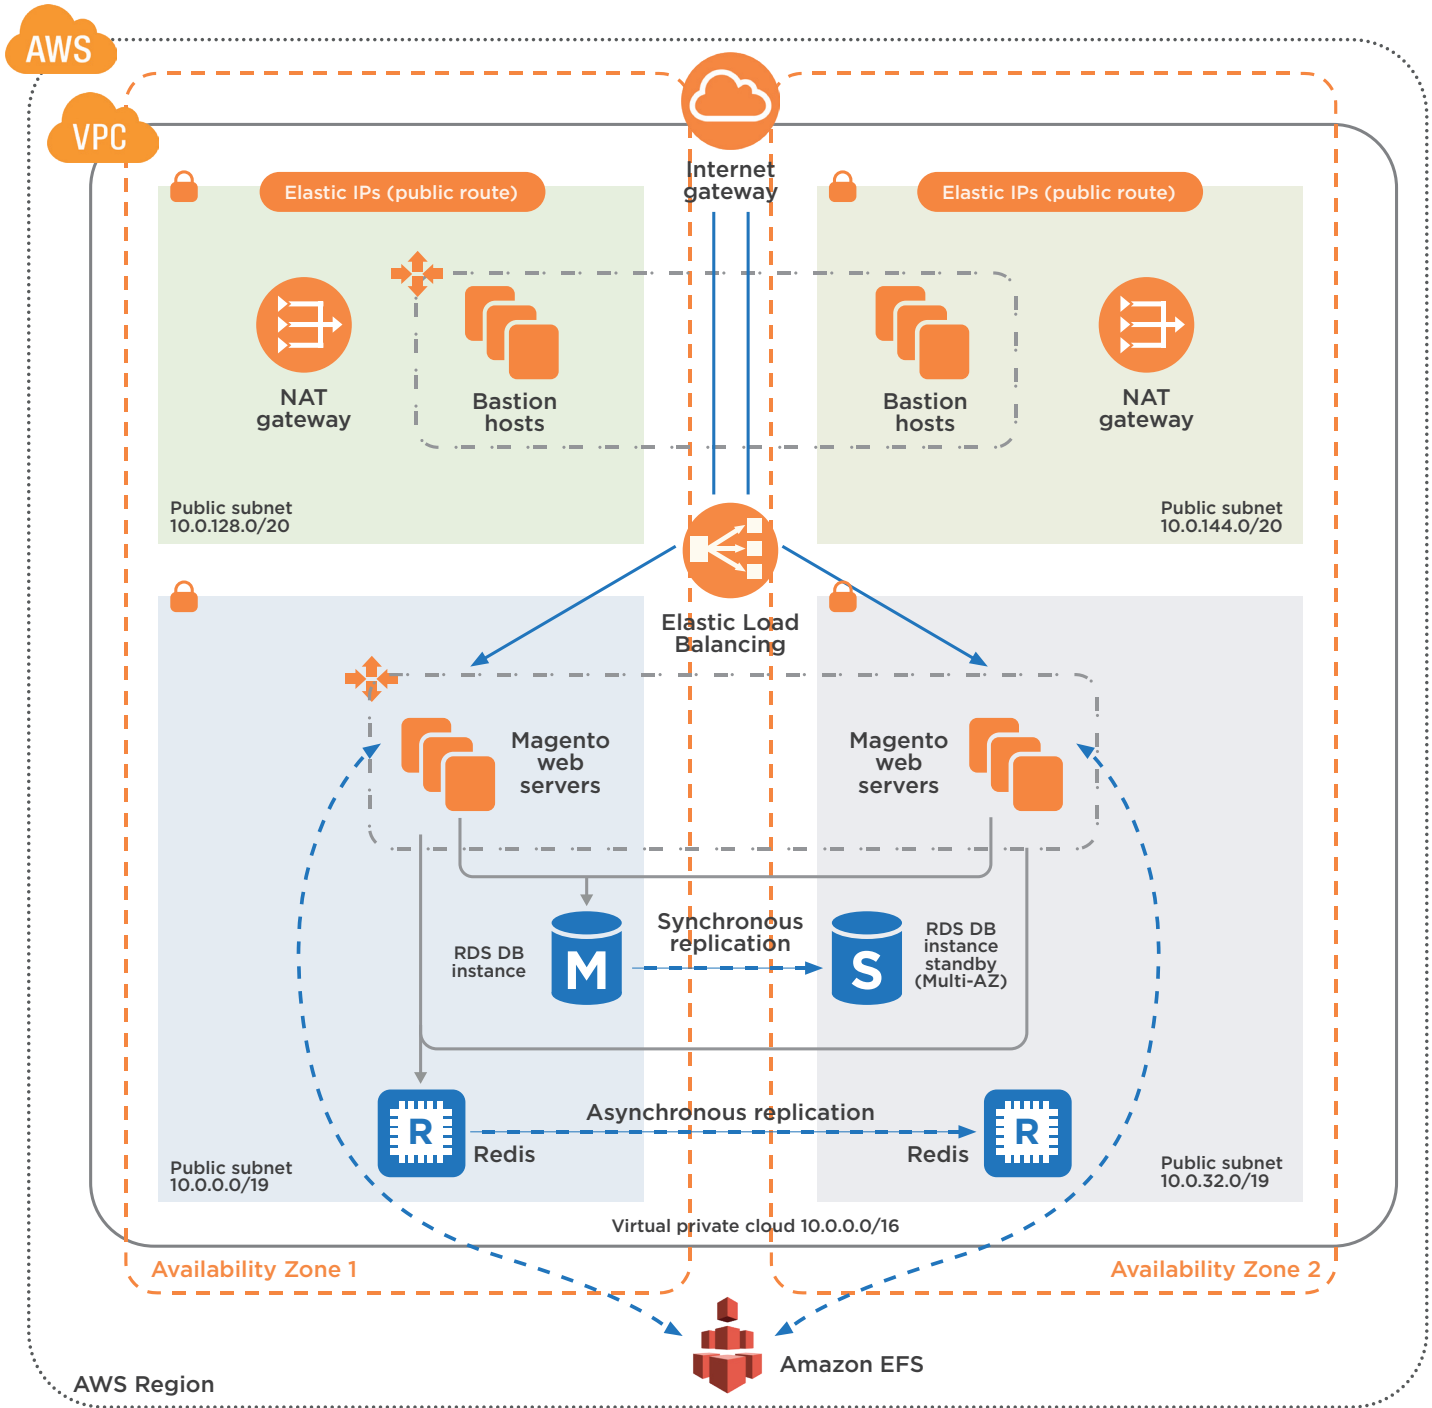 AWS
VPC
Internet
gateway
Elastic IPs (public route)
Elastic IPs (public route)
NAT
gateway
Bastion
hosts
Bastion
hosts
NAT
gateway
Public subnet
10.0.128.0/20
Public subnet
10.0.144.0/20
Elastic Load
Balancing
Magento
web
servers
Magento
web
servers
RDS DB
instance
M
Synchronous
replication
S
RDS DB
instance
standby
(Multi-AZ)
R
Redis
Asynchronous replication
Redis
R
Public subnet
10.0.0.0/19
Public subnet
10.0.32.0/19
Virtual private cloud 10.0.0.0/16
Availability Zone 1
Availability Zone 2
Amazon EFS
AWS Region